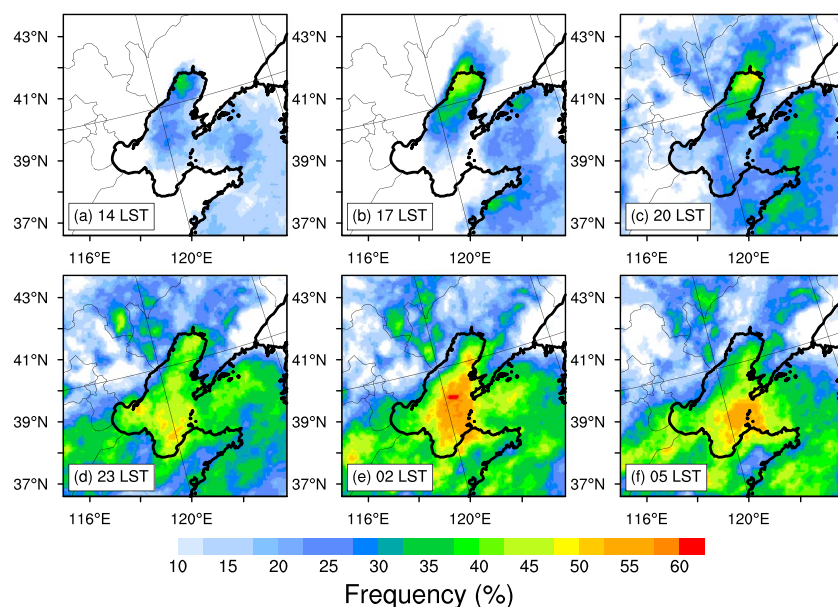 43°N
41°N
39°N
37°N
(a) 14 LST
116°E
120°E
43°N
41°N
39°N
37°N
(b) 17 LST
116°E
120°E
43°N
41°N
39°N
37°N
(c) 20 LST
116°E
120°E
43°N
41°N
39°N
37°N
(d) 23 LST
116°E
120°E
43°N
41°N
39°N
37°N
(e) 02 LST
116°E
120°E
43°N
41°N
39°N
37°N
(f) 05 LST
116°E
120°E
10 15 20 25 30 35 40 45 50 55 60
Frequency (%)